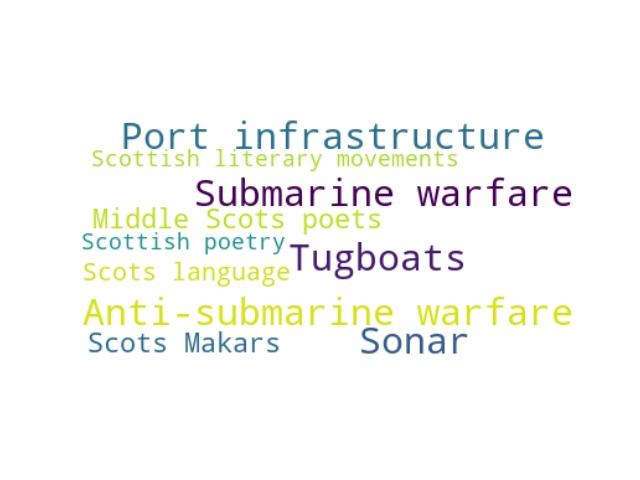 Port infrastructure
Scottish literary movements
Submarine warfare
Middle Scots poets
Scottish poetry
Tugboats
Scots language
Anti-submarine warfare
Scots Makars
Sonar